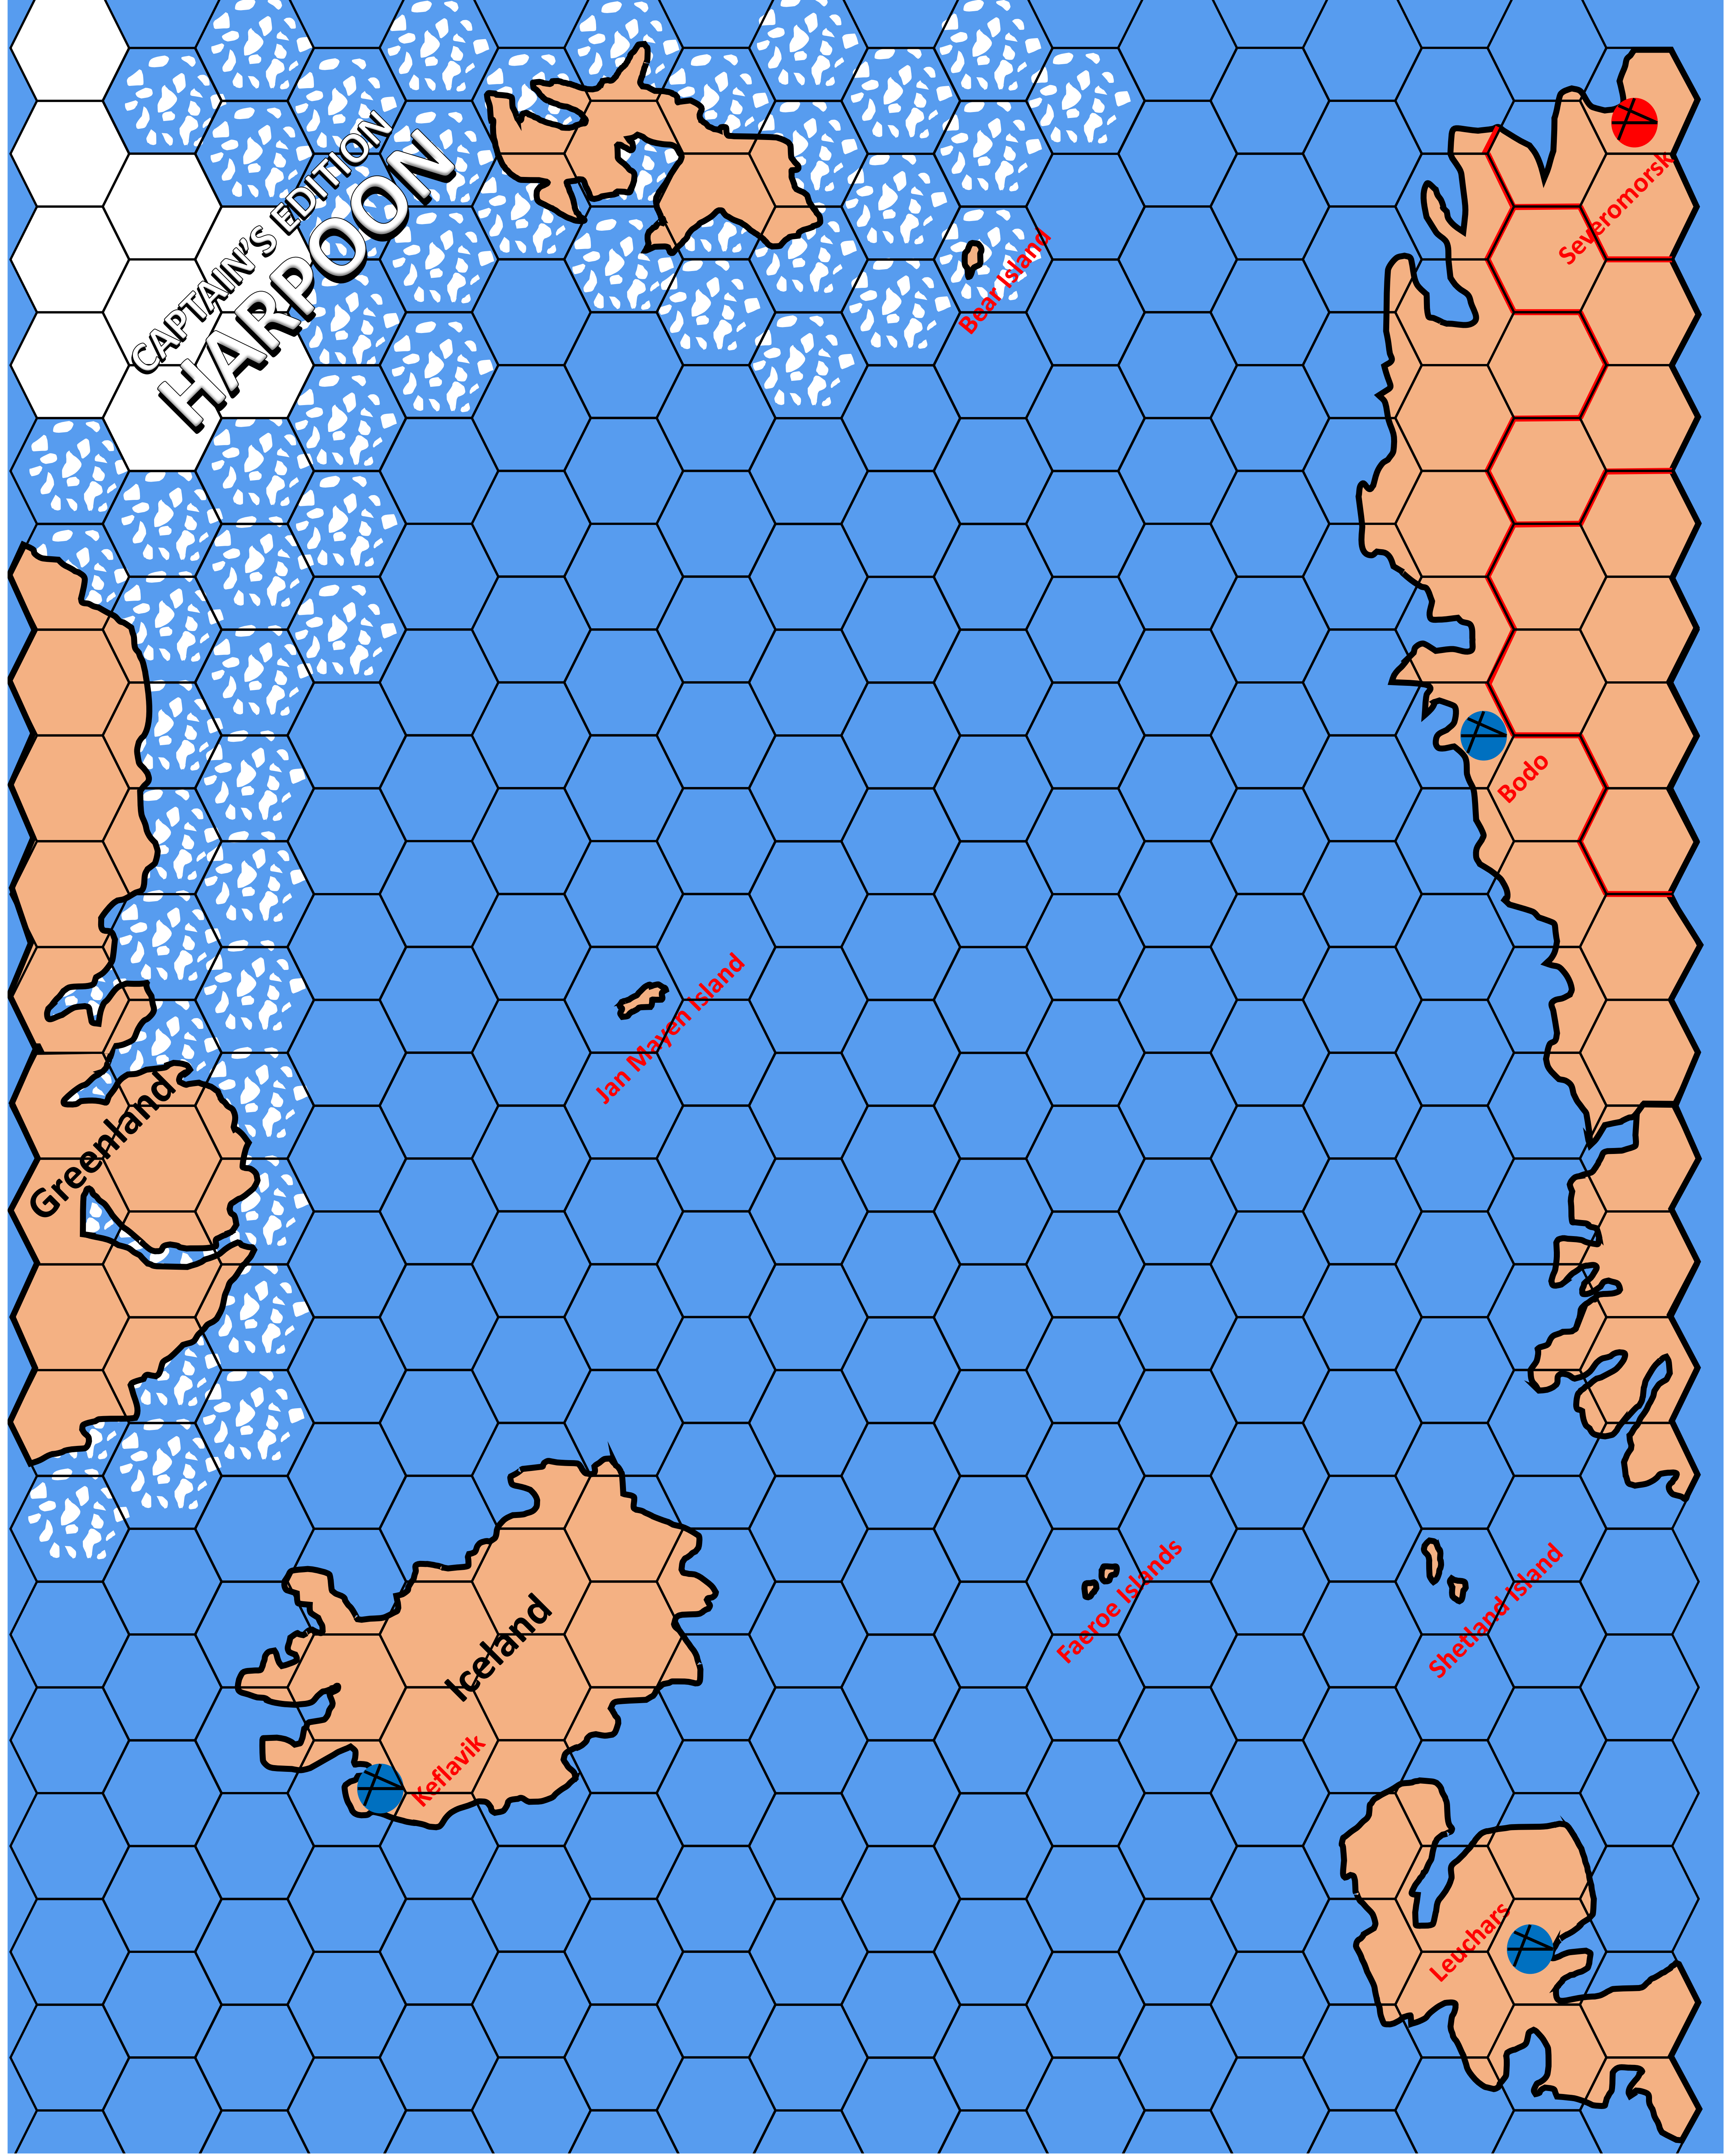 CAPTAIN'S EDITION
HARPOON
Severomorsk
Bear Island
Bodo
Jan Mayen Island
Greenland
Iceland
Keflavik
Faeroe Islands
Shetland Island
Leuchars